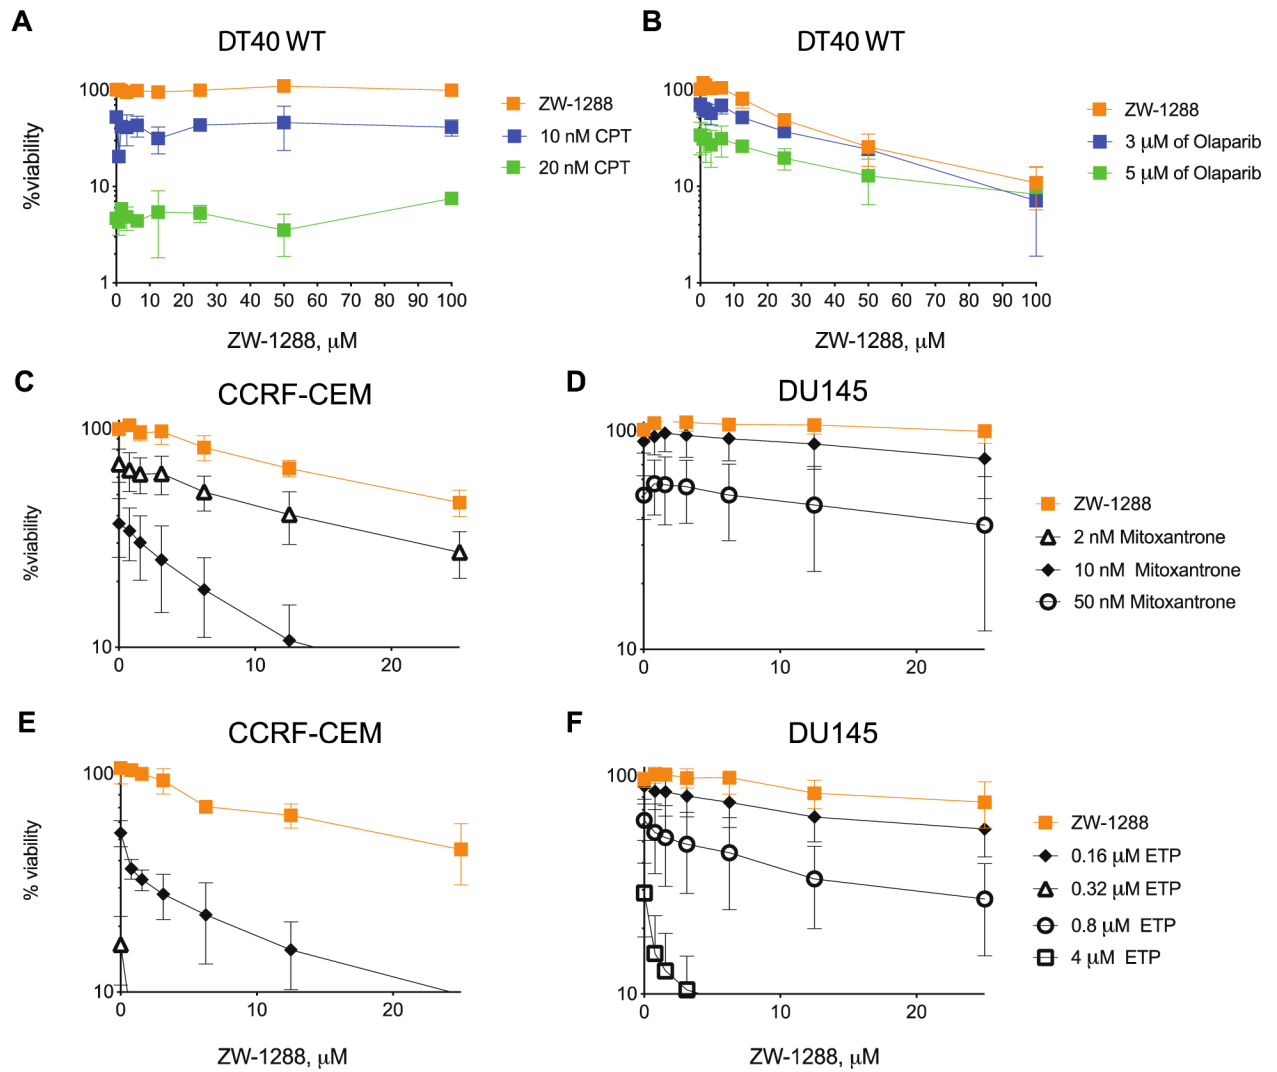 A
DT40 WT
%viability
100
10
1
0 10 20 30 40 50 60 70 80 90 100
ZW-1288, µM
ZW-1288
10 nM CPT
20 nM CPT
B
DT40 WT
100
10
1
0 10 20 30 40 50 60 70 80 90 100
ZW-1288, µM
ZW-1288
3 µM of Olaparib
5 µM of Olaparib
C
CCRF-CEM
%viability
100
10
0 10 20
D
DU145
100
10
0 10 20
ZW-1288
2 nM Mitoxantrone
10 nM Mitoxantrone
50 nM Mitoxantrone
E
CCRF-CEM
% viability
100
10
0 10 20
ZW-1288, µM
F
DU145
100
10
0 10 20
ZW-1288, µM
ZW-1288
0.16 µM ETP
0.32 µM ETP
0.8 µM ETP
4 µM ETP